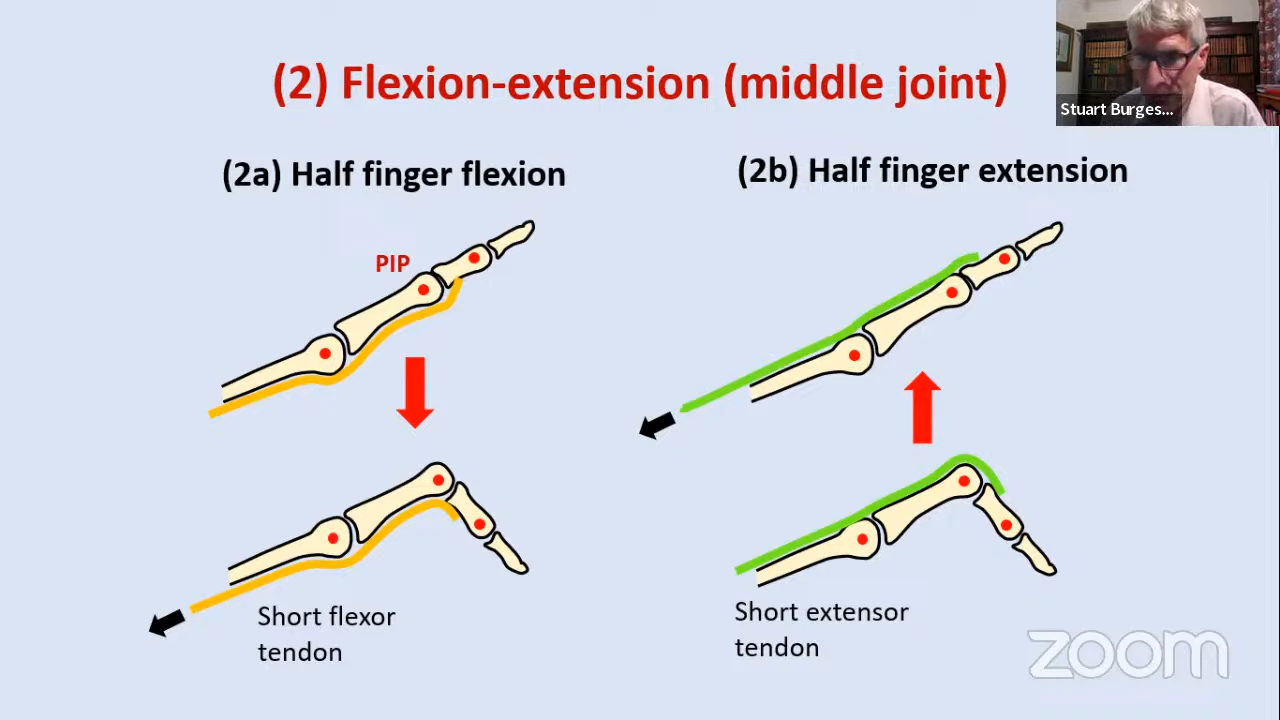 (2) Flexion-extension (middle joint)
Stuart Burges...
(2a) Half finger flexion
(2b) Half finger extension
PIP
Short flexor
tendon
Short extensor
tendon
zoom